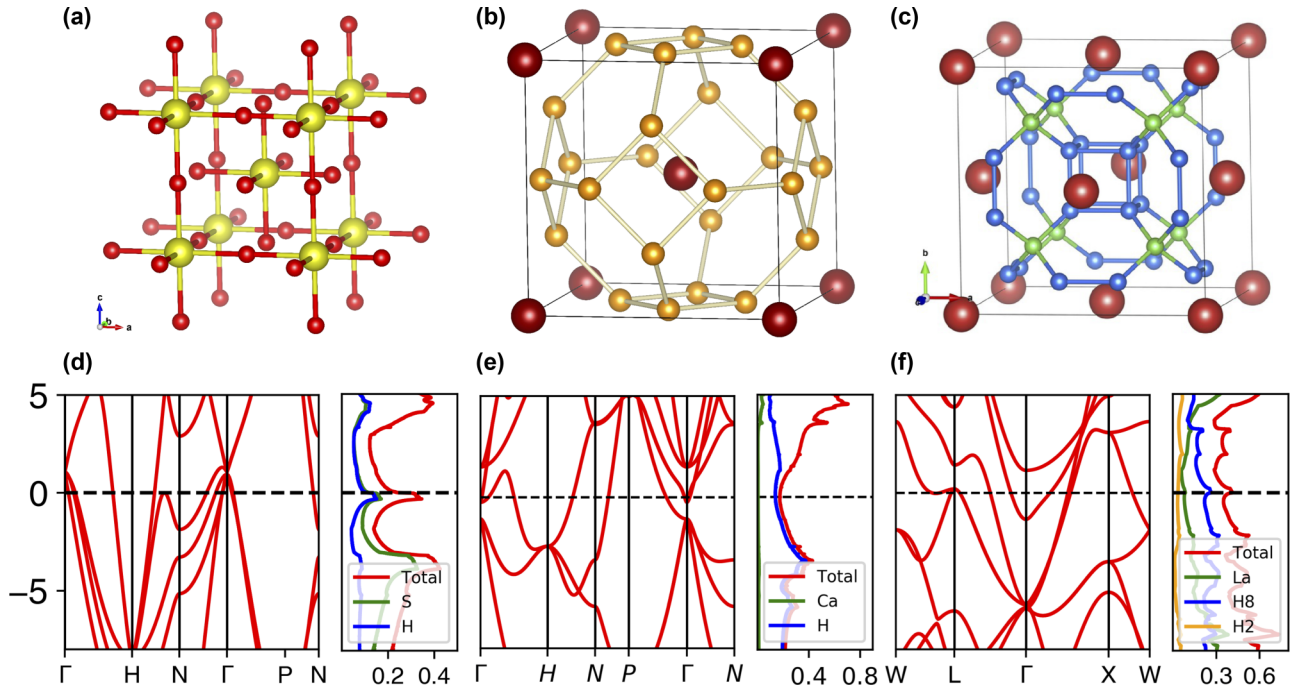 (a) (b) (c)
c
b
a
b
c
a
(d) (e) (f)
5
0
−5
Total
S
H
Total
Ca
H
Total
La
H8
H2
Γ H N Γ P N 0.2 0.4 Γ H N P Γ N 0.4 0.8 W L Γ X W 0.3 0.6